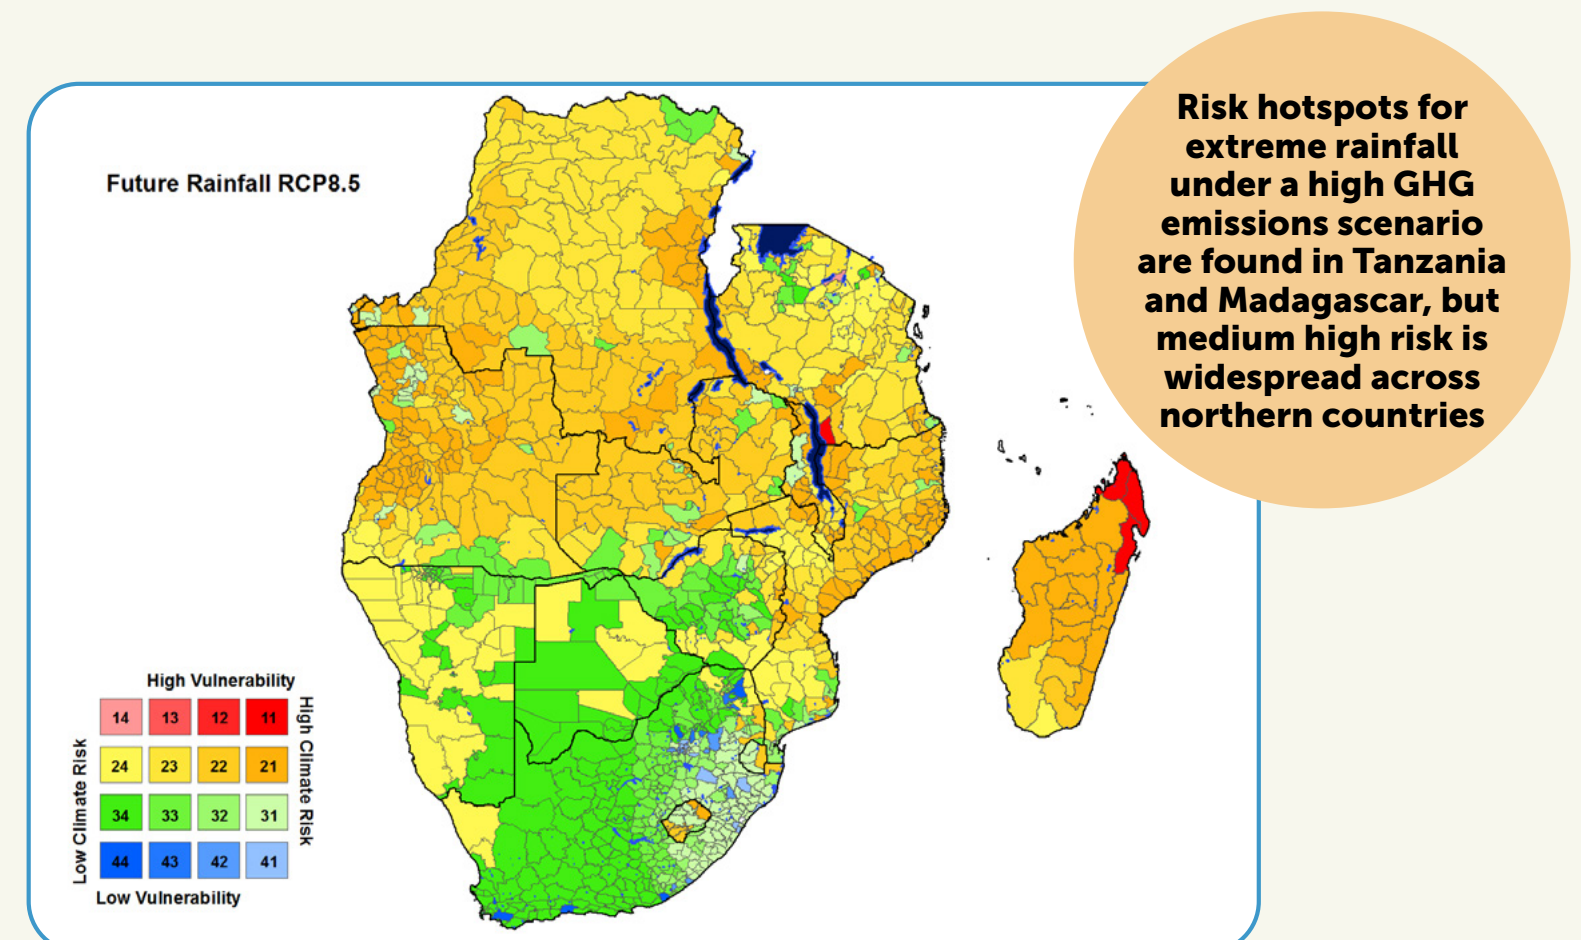 Risk hotspots for
extreme rainfall
under a high GHG
emissions scenario
are found in Tanzania
and Madagascar, but
medium high risk is
widespread across
northern countries
Future Rainfall RCP8.5
High Vulnerability
14 13 12 11
24 23 22 21
34 33 32 31
44 43 42 41
Low Climate Risk
High Climate Risk
Low Vulnerability